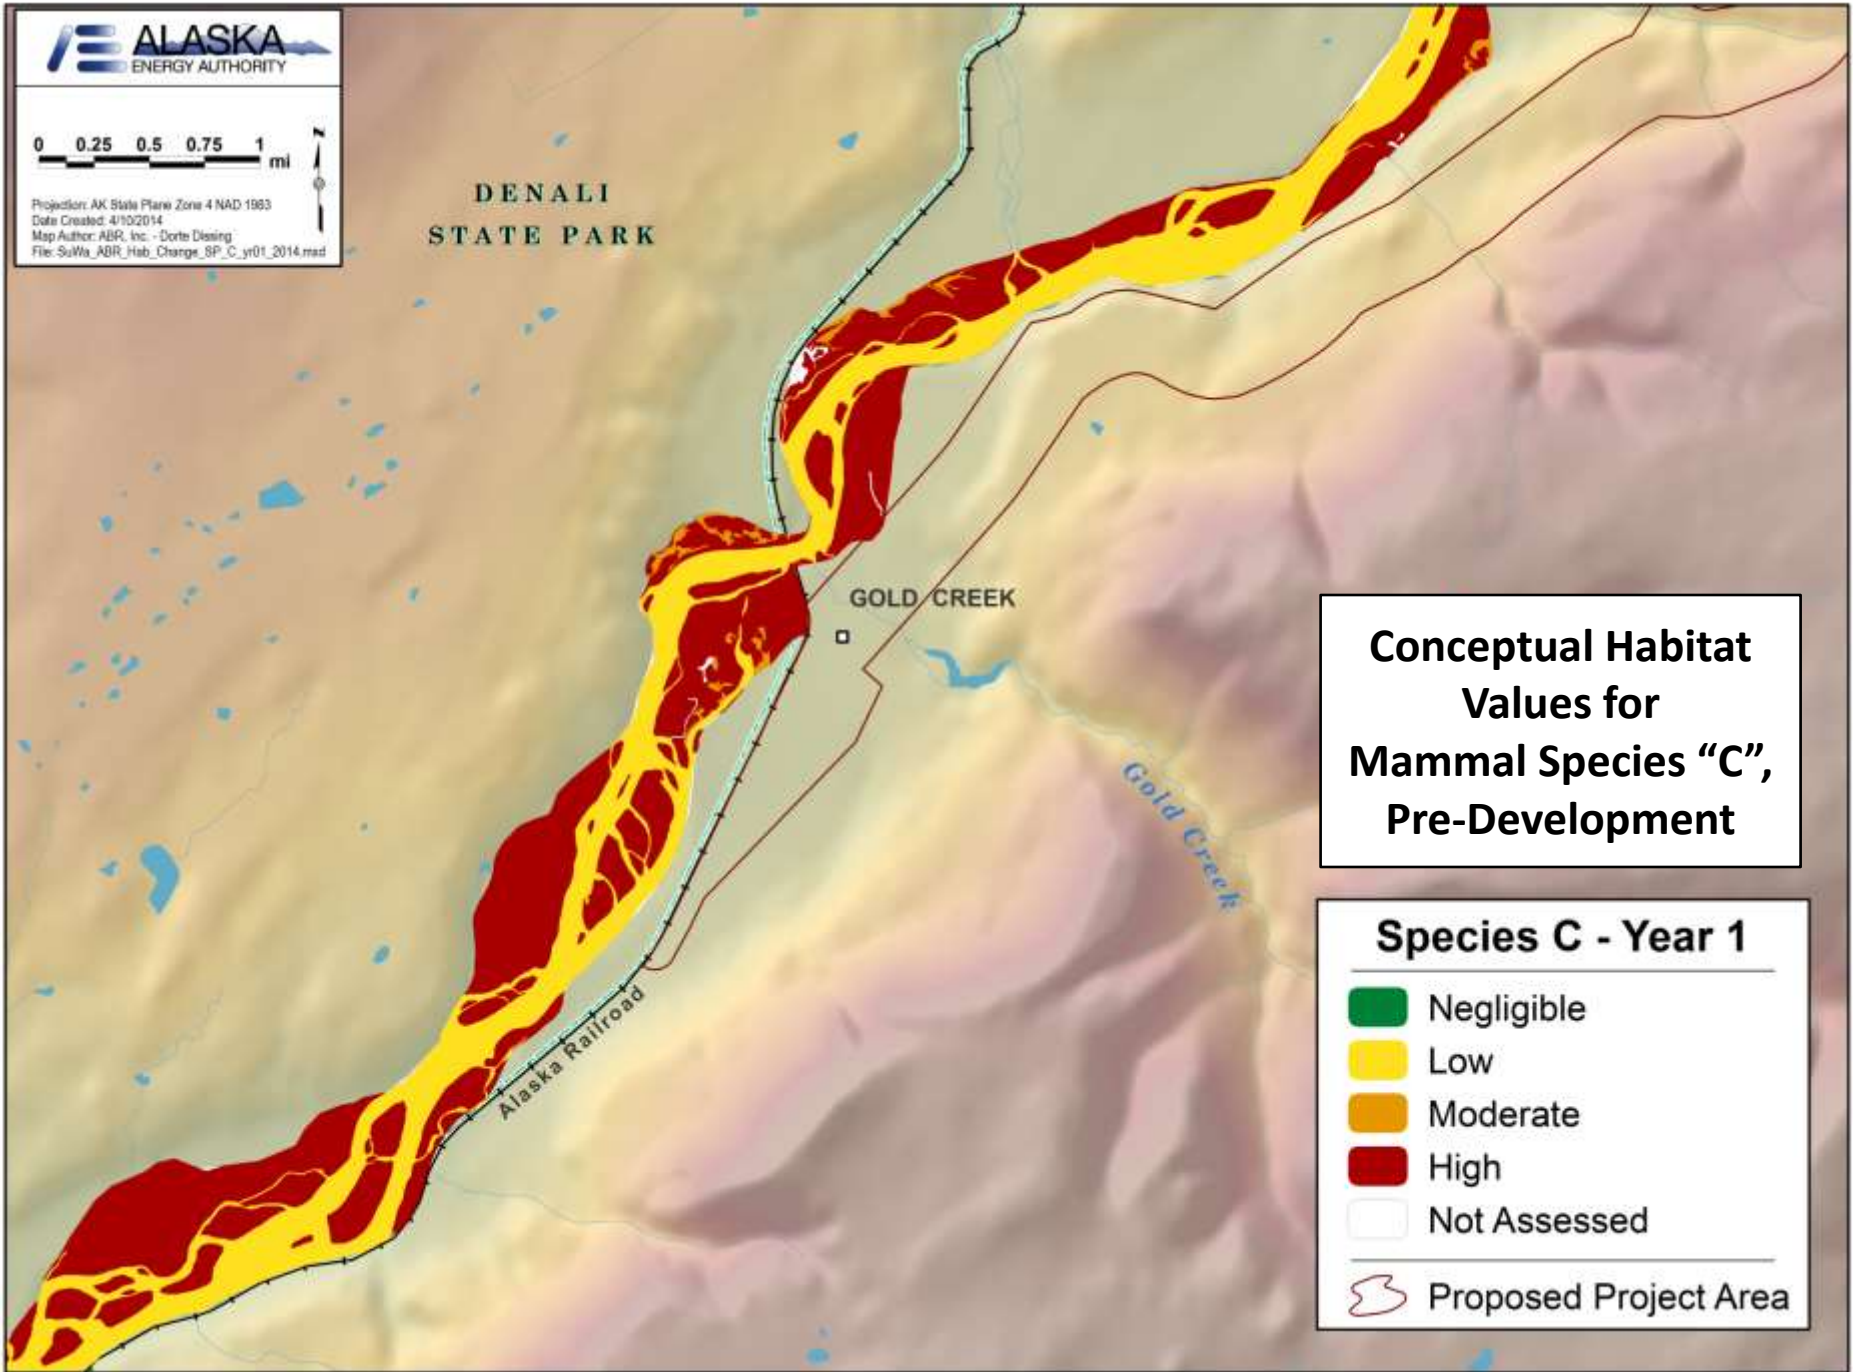 ALASKA
ENERGY AUTHORITY
0 0.25 0.5 0.75 1
mi
N
Projection: AK State Plane Zone 4 NAD 1983
Date Created: 4/10/2014
Map Author: ABR, Inc. - Dorte Dissing
File: SuWa_ABR_Hab_Change_SP_C_yr01_2014.mxd
DENALI
STATE PARK
GOLD CREEK
Gold Creek
Alaska Railroad
Conceptual Habitat
Values for
Mammal Species “C”,
Pre-Development
Species C - Year 1
Negligible
Low
Moderate
High
Not Assessed
Proposed Project Area